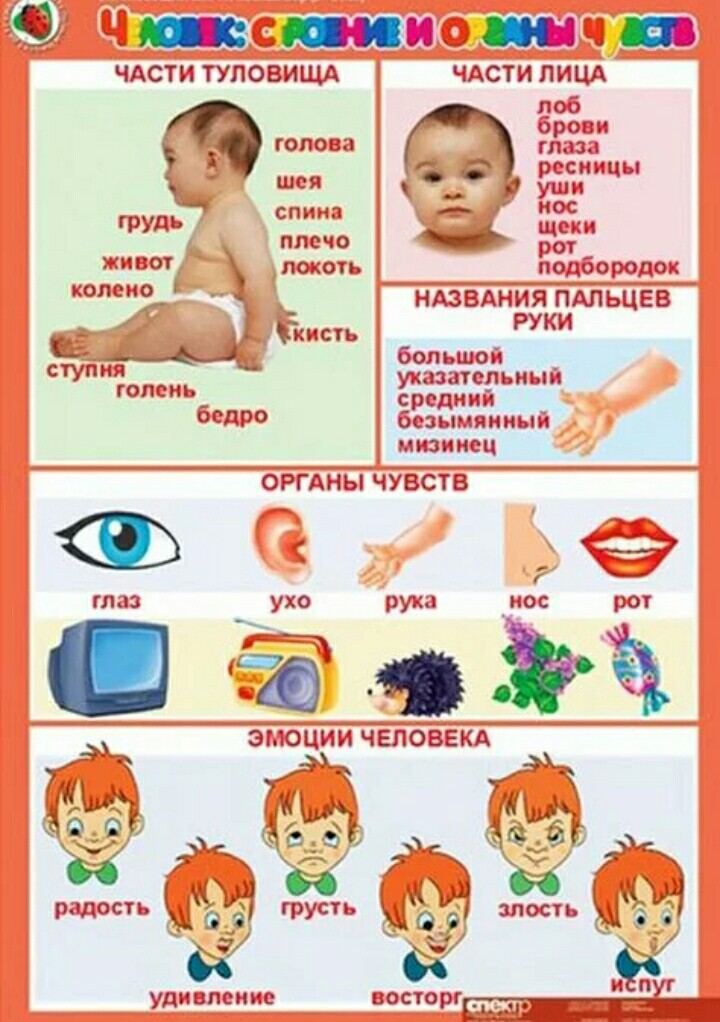 Человек: строение и органы чувств
ЧАСТИ ТУЛОВИЩА
голова
шея
грудь
спина
плечо
живот
локоть
колено
кисть
ступня
голень
бедро
ЧАСТИ ЛИЦА
лоб
брови
глаза
ресницы
уши
нос
щеки
рот
подбородок
НАЗВАНИЯ ПАЛЬЦЕВ
РУКИ
большой
указательный
средний
безымянный
мизинец
ОРГАНЫ ЧУВСТВ
глаз ухо рука нос рот
ЭМОЦИИ ЧЕЛОВЕКА
радость грусть злость
удивление восторг испуг
спектр